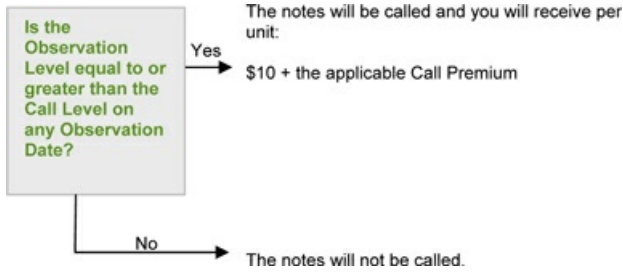 Is the
Observation
Level equal to or
greater than the
Call Level on
any Observation
Date?
Yes
The notes will be called and you will receive per
unit:
$10 + the applicable Call Premium
No
The notes will not be called.